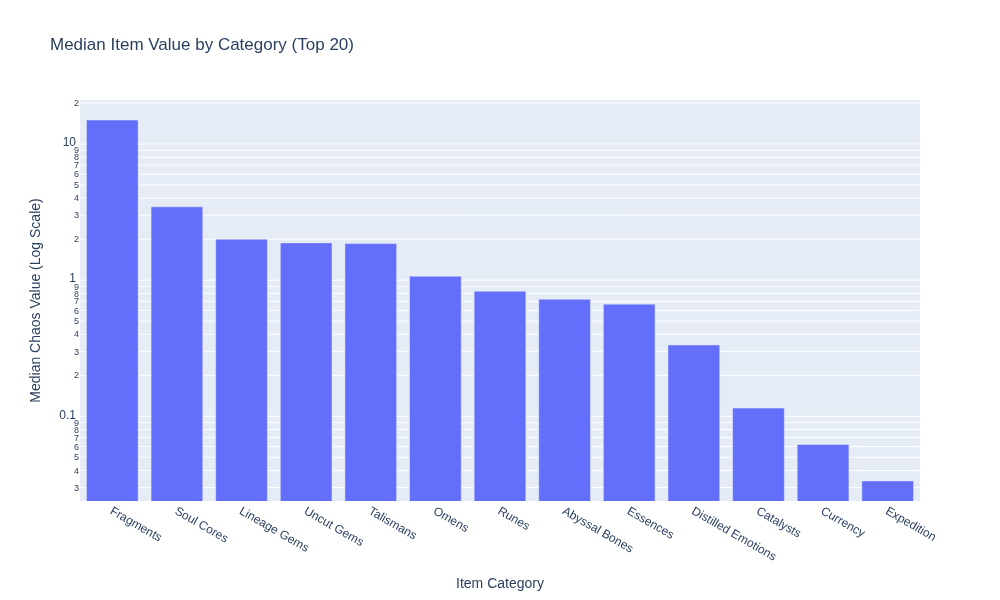 Median Item Value by Category (Top 20)
2
10
9
8
7
6
5
4
3
2
1
9
8
7
6
5
4
3
2
0.1
9
8
7
6
5
4
3
Median Chaos Value (Log Scale)
Fragments
Soul Cores
Lineage Gems
Uncut Gems
Talismans
Omens
Runes
Abyssal Bones
Essences
Distilled Emotions
Catalysts
Currency
Expedition
Item Category